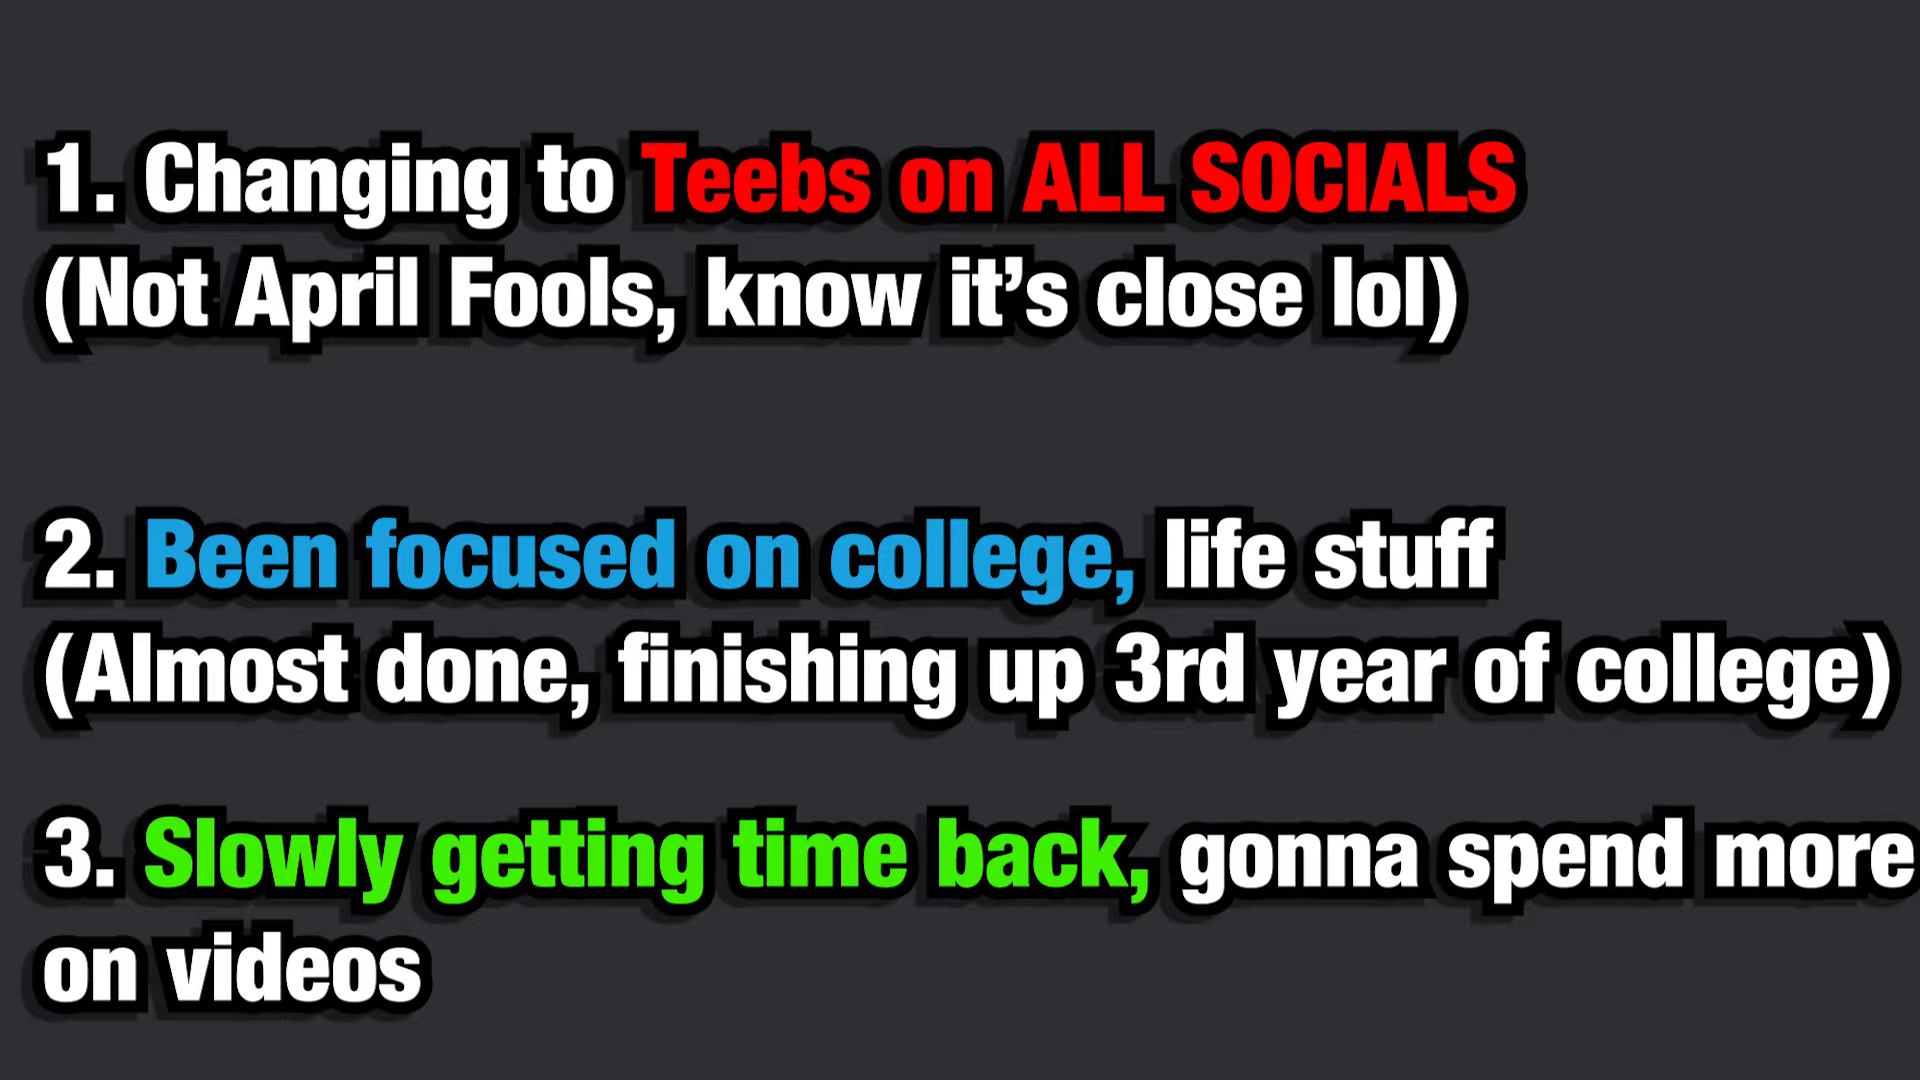 1. Changing to Teebs on ALL SOCIALS
(Not April Fools, know it’s close lol)
2. Been focused on college, life stuff
(Almost done, finishing up 3rd year of college)
3. Slowly getting time back, gonna spend more
on videos